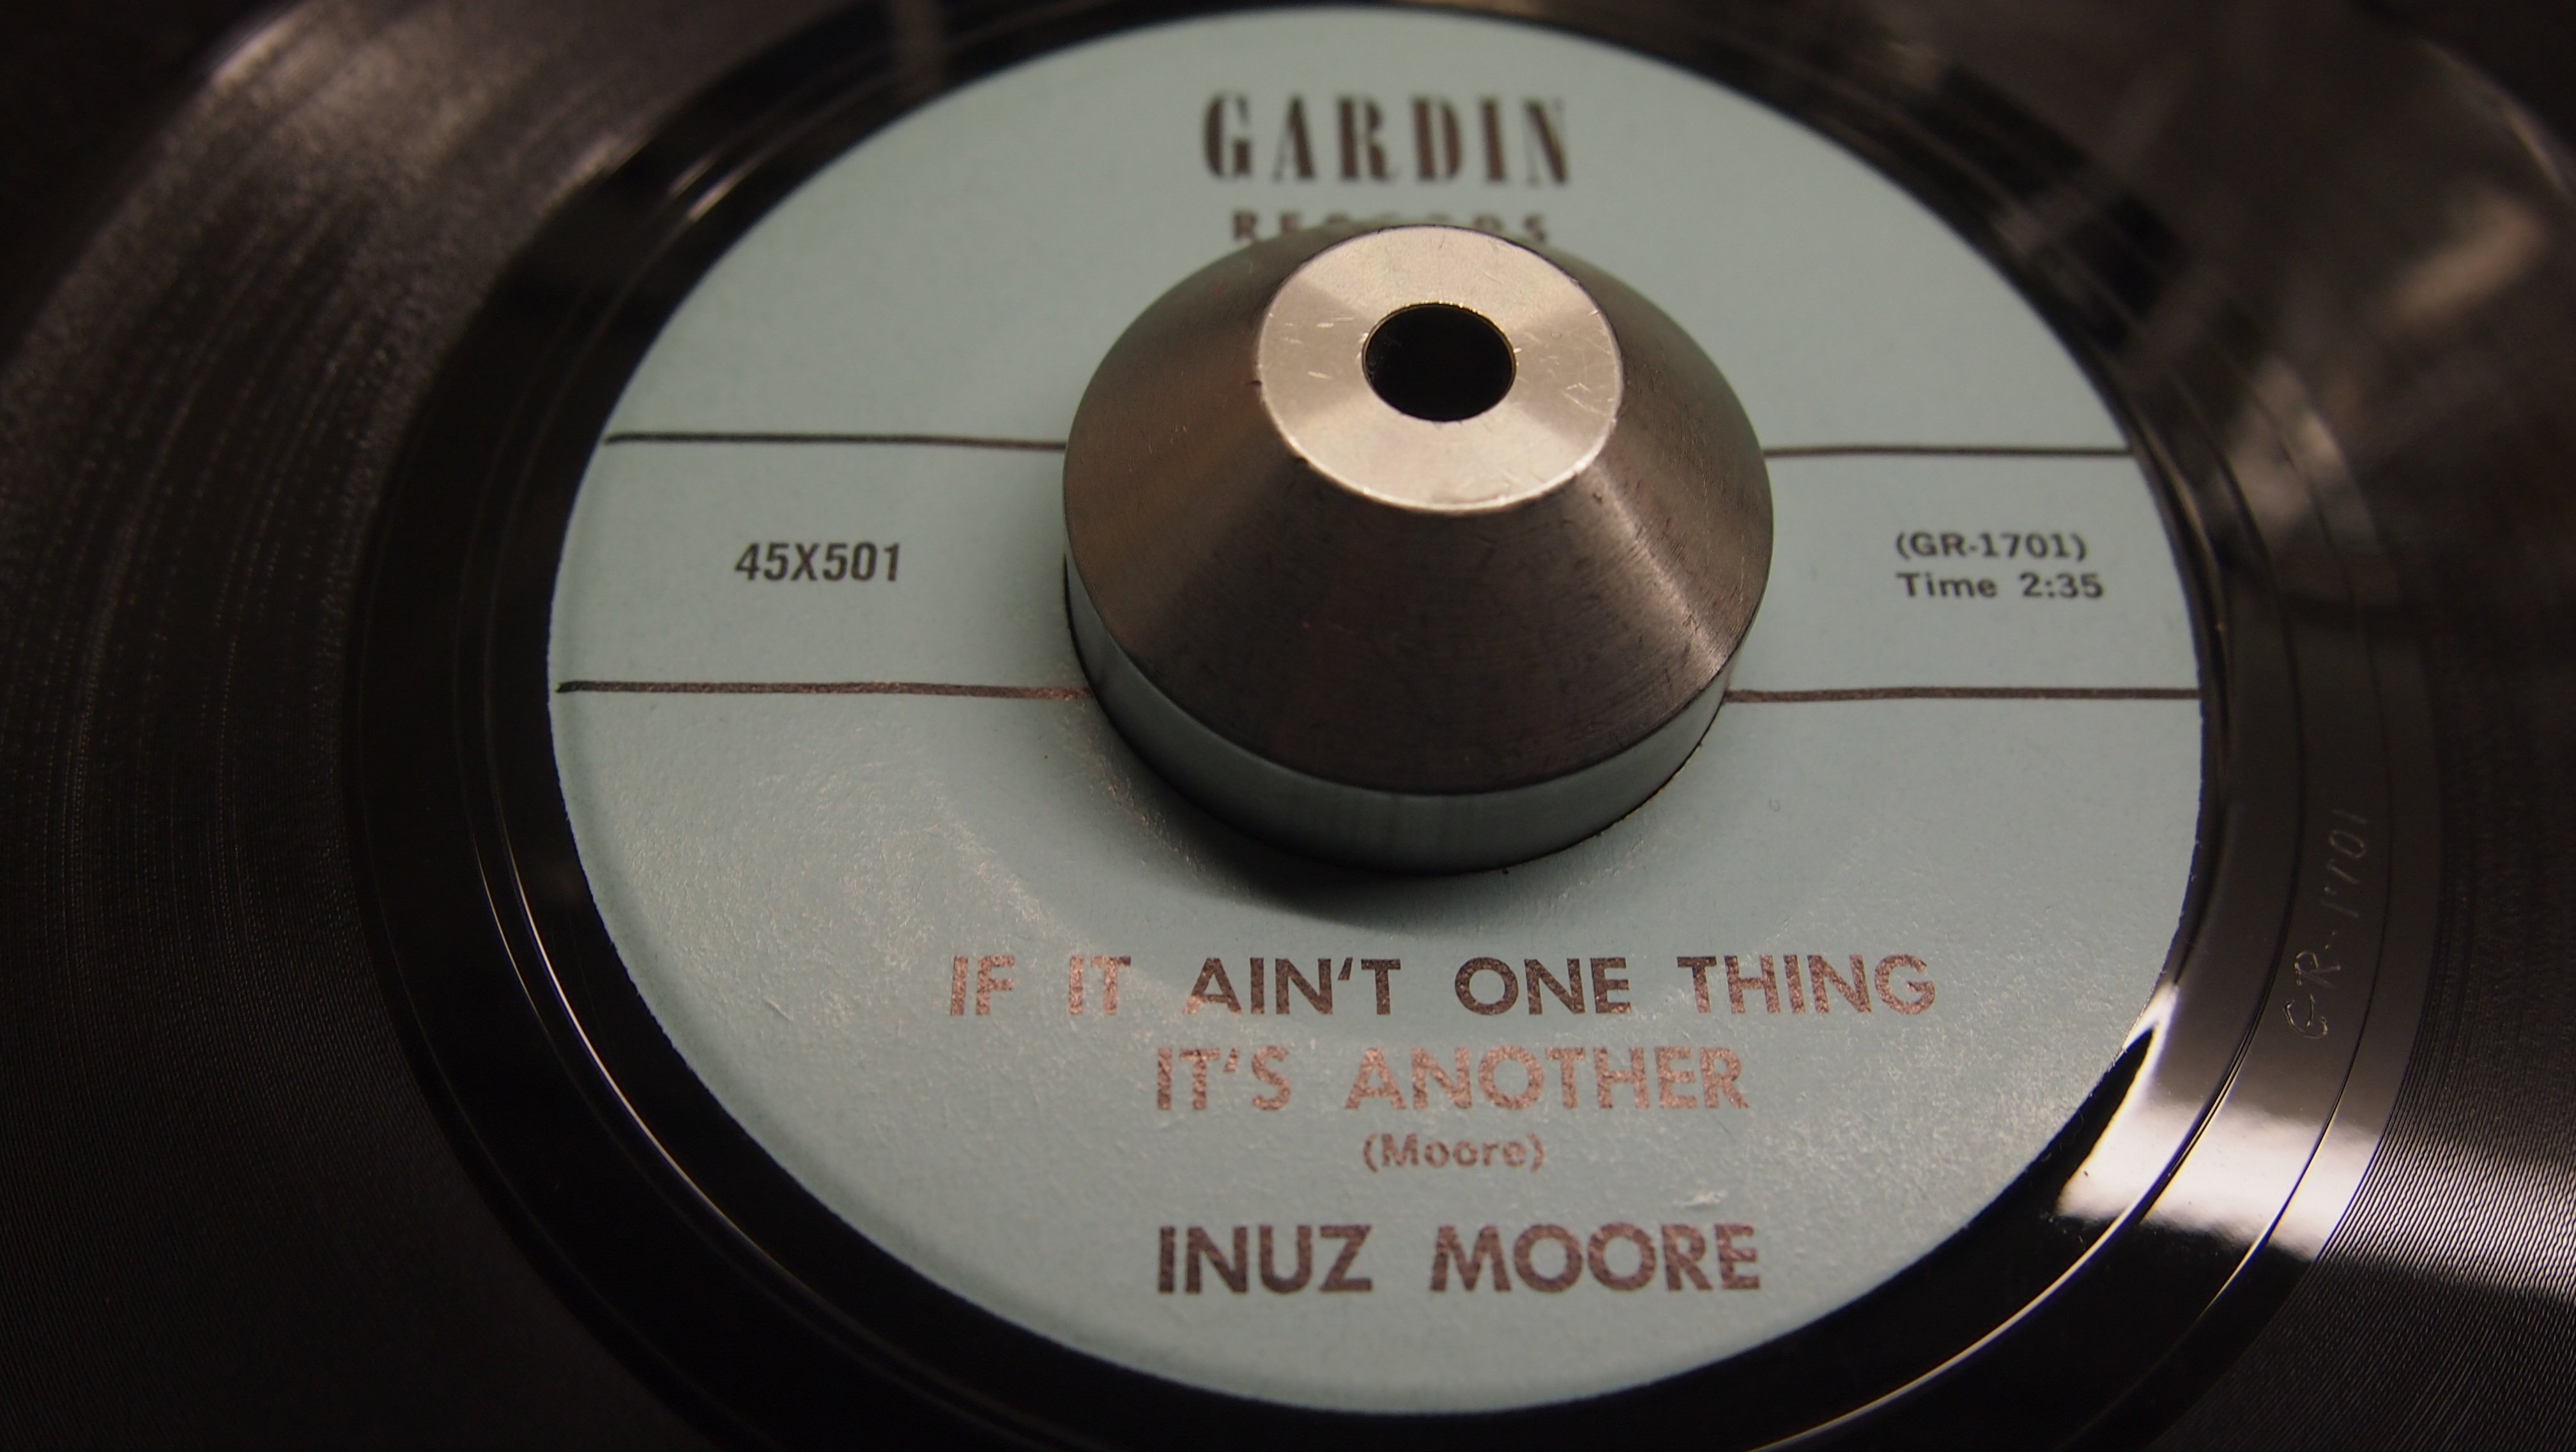 GARDIN
RECORDS
45X501
(GR-1701)
Time 2:35
IF IT AIN'T ONE THING
IT'S ANOTHER
(Moore)
INUZ MOORE
GR-1701